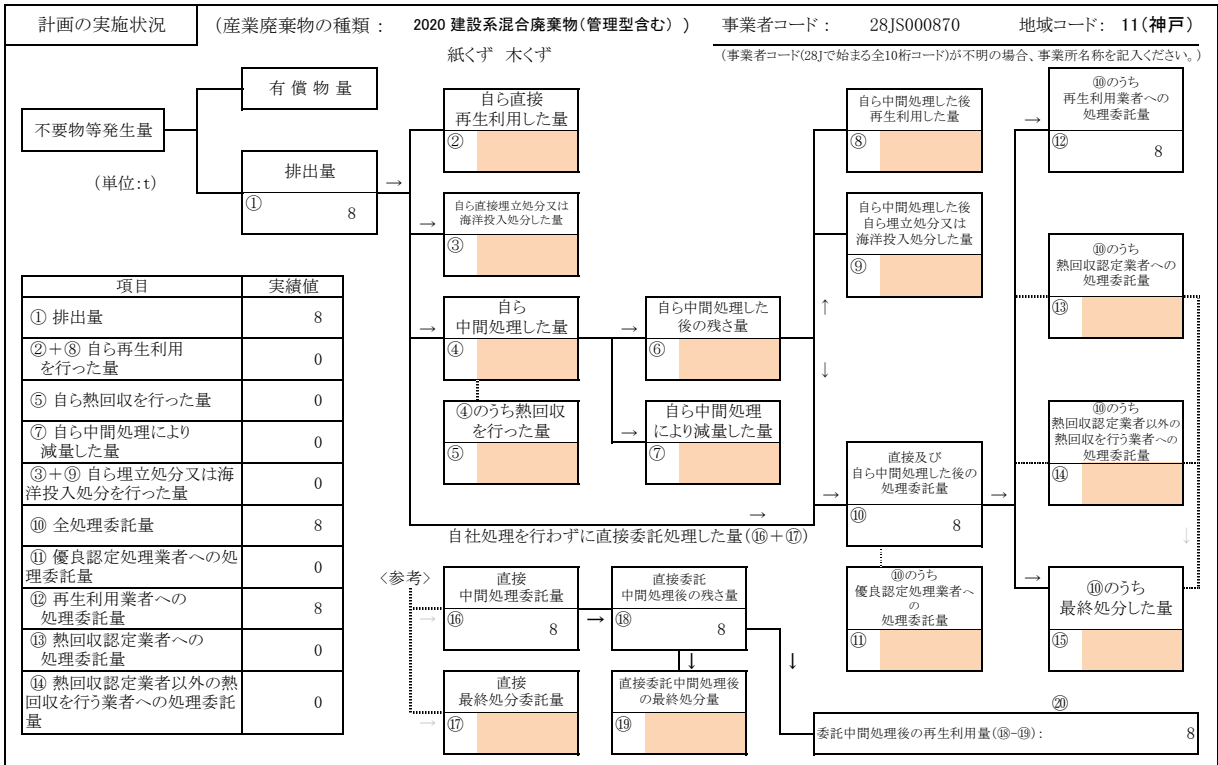 計画の実施状況
(産業廃棄物の種類: 2020 建設系混合廃棄物(管理型含む) )
事業者コード: 28JS000870 地域コード: 11(神戸)
紙くず 木くず
(事業者コード(28Jで始まる全10桁コード)が不明の場合、事業所名称を記入ください。)
不要物等発生量
(単位:t)
有償物量
排出量
① 8
→
自ら直接
再生利用した量
②
→
自ら直接埋立処分又は
海洋投入処分した量
③
→
自ら
中間処理した量
④
④のうち熱回収
を行った量
⑤
→
自ら中間処理した
後の残さ量
⑥
→
自ら中間処理
により減量した量
⑦
自ら中間処理した後
再生利用した量
⑧
自ら中間処理した後
自ら埋立処分又は
海洋投入処分した量
⑨
↑
↓
→
直接及び
自ら中間処理した後の
処理委託量
⑩ 8
→
⑩のうち
優良認定処理業者へ
の
処理委託量
⑪
→
⑩のうち
再生利用業者への
処理委託量
⑫ 8
⑩のうち
熱回収認定業者への
処理委託量
⑬
⑩のうち
熱回収認定業者以外の
熱回収を行う業者への
処理委託量
⑭
↓
→
⑩のうち
最終処分した量
⑮
→
自社処理を行わずに直接委託処理した量(⑯+⑰)
項目 実績値
① 排出量 8
②+⑧ 自ら再生利用
を行った量 0
⑤ 自ら熱回収を行った量 0
⑦ 自ら中間処理により
減量した量 0
③+⑨ 自ら埋立処分又は海
洋投入処分を行った量 0
⑩ 全処理委託量 8
⑪ 優良認定処理業者への処
理委託量 0
⑫ 再生利用業者への
処理委託量 8
⑬ 熱回収認定業者への
処理委託量 0
⑭ 熱回収認定業者以外の熱
回収を行う業者への処理委託
量 0
〈参考〉
→
直接
中間処理委託量
⑯ 8
→
直接委託
中間処理後の残さ量
⑱ 8
↓
↓
→
直接
最終処分委託量
⑰
直接委託中間処理後
の最終処分量
⑲
⑳
委託中間処理後の再生利用量(⑱-⑲): 8